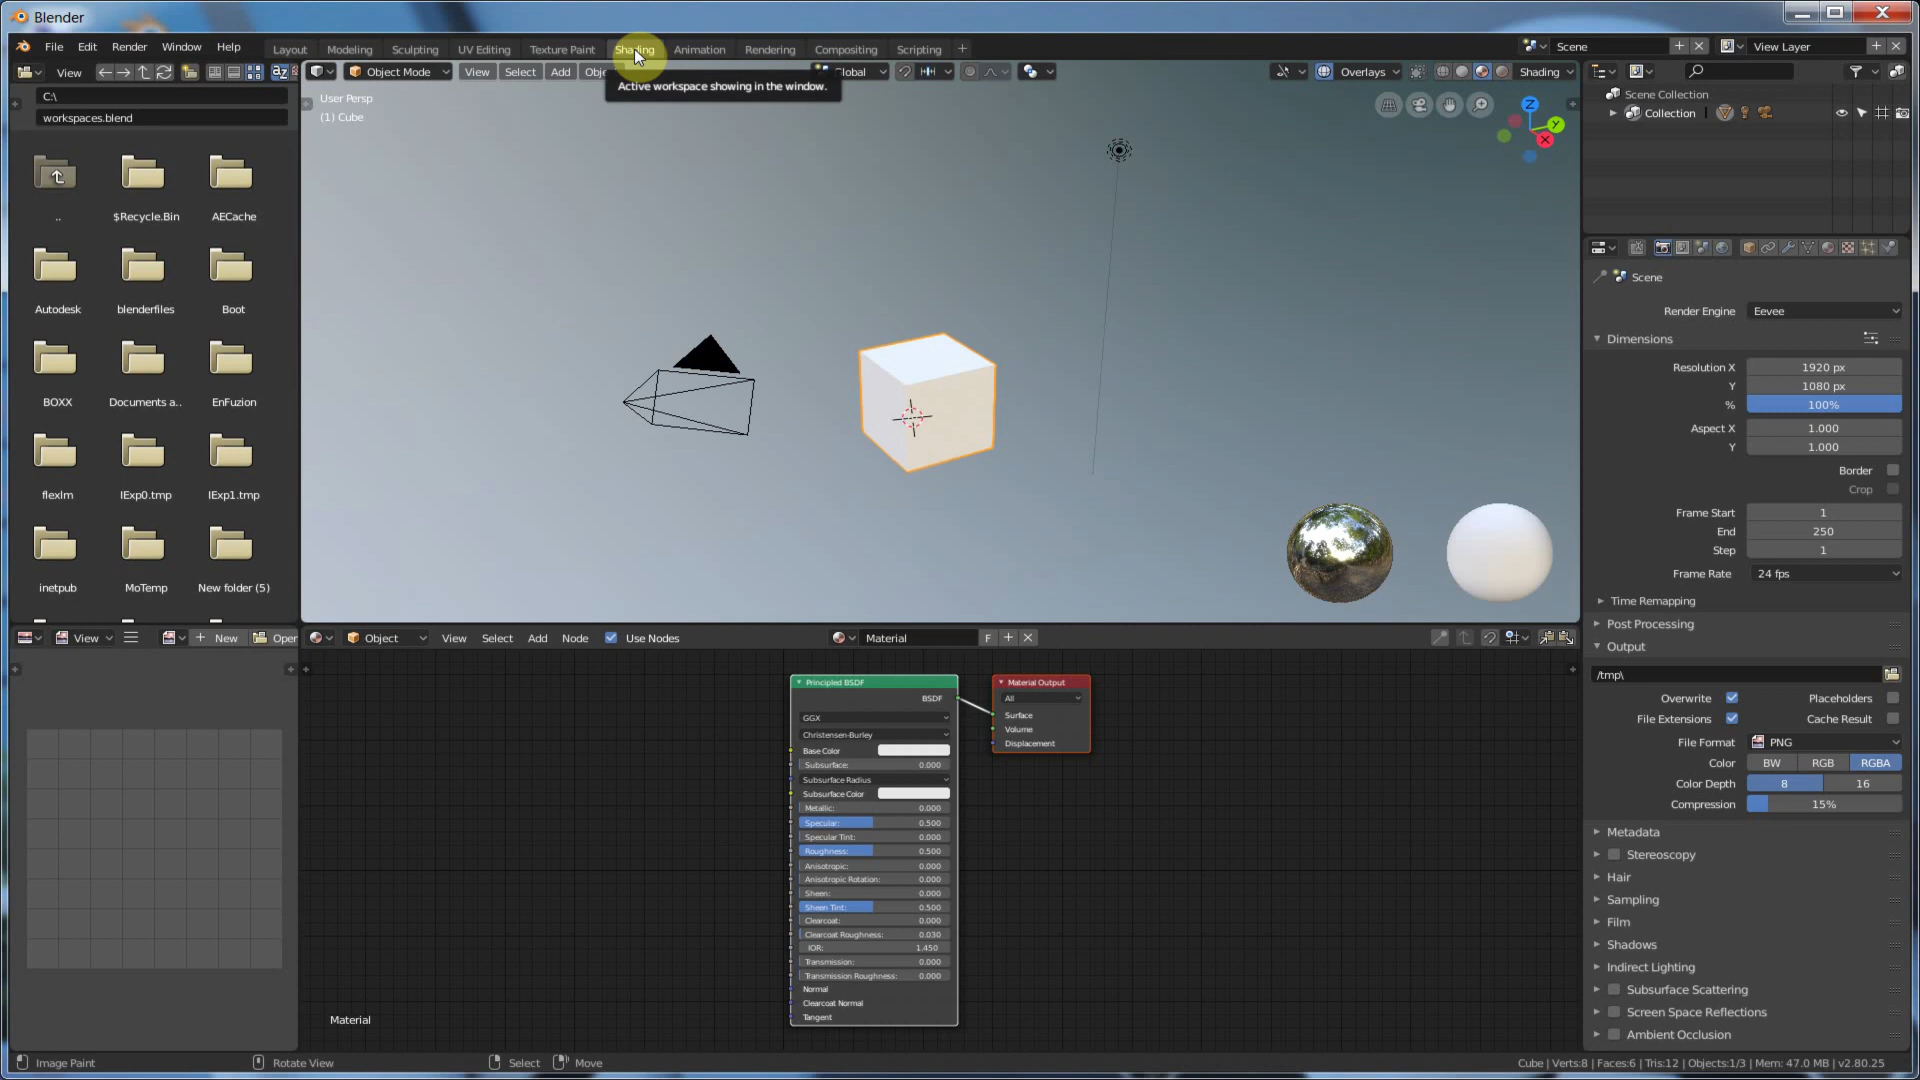 Blender
File Edit Render Window Help Layout Modeling Sculpting UV Editing Texture Paint Shading Animation Rendering Compositing Scripting + Scene View Layer
View az Object Mode View Select Add Global Overlays Shading
Active workspace showing in the window.
C:\
workspaces.blend
.. $Recycle.Bin AECache
Autodesk blenderfiles Boot
BOXX Documents a.. EnFuzion
flexlm IExp0.tmp IExp1.tmp
inetpub MoTemp New folder (5)
User Persp
(1) Cube
Z
Y
X
Scene Collection
Collection
Scene
Render Engine Eevee
Dimensions
Resolution X 1920 px
Y 1080 px
% 100%
Aspect X 1.000
Y 1.000
Border
Crop
Frame Start 1
End 250
Step 1
Frame Rate 24 fps
Time Remapping
Post Processing
Output
/tmp\
Overwrite Placeholders
File Extensions Cache Result
File Format PNG
Color BW RGB RGBA
Color Depth 8 16
Compression 15%
Metadata
Stereoscopy
Hair
Sampling
Film
Shadows
Indirect Lighting
Subsurface Scattering
Screen Space Reflections
Ambient Occlusion
View New Open Object View Select Add Node Use Nodes Material F
Principled BSDF
BSDF
GGX
Christensen-Burley
Base Color
Subsurface: 0.000
Subsurface Radius
Subsurface Color
Metallic: 0.000
Specular: 0.500
Specular Tint: 0.000
Roughness: 0.500
Anisotropic: 0.000
Anisotropic Rotation: 0.000
Sheen: 0.000
Sheen Tint: 0.500
Clearcoat: 0.000
Clearcoat Roughness: 0.030
IOR: 1.450
Transmission: 0.000
Transmission Roughness: 0.000
Normal
Clearcoat Normal
Tangent
Material Output
All
Surface
Volume
Displacement
Material
Image Paint Rotate View Select Move Cube | Verts:8 | Faces:6 | Tris:12 | Objects:1/3 | Mem: 47.0 MB | v2.80.25